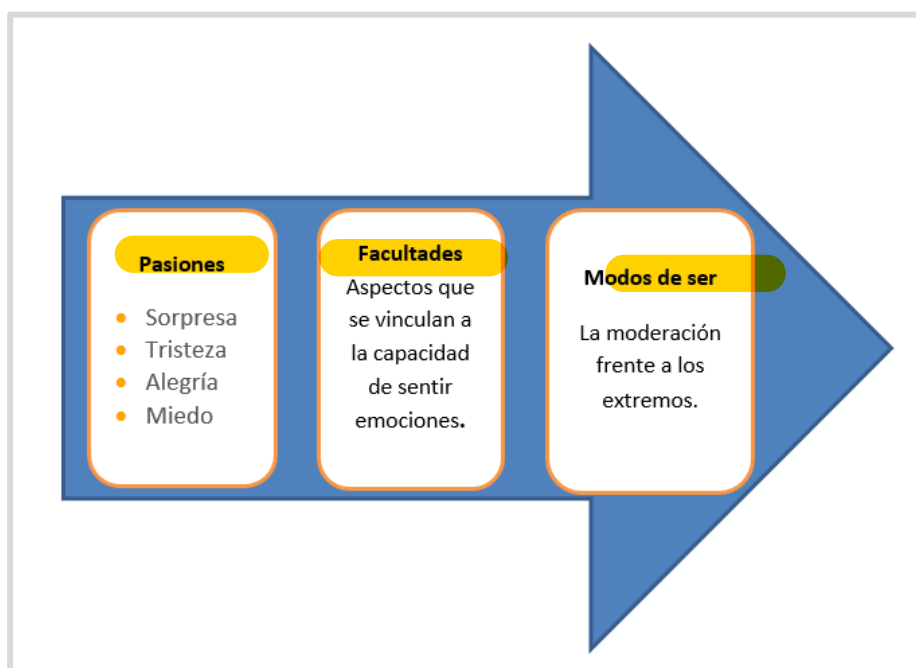 Pasiones
• Sorpresa
• Tristeza
• Alegría
• Miedo
Facultades
Aspectos que
se vinculan a
la capacidad
de sentir
emociones.
Modos de ser
La moderación
frente a los
extremos.